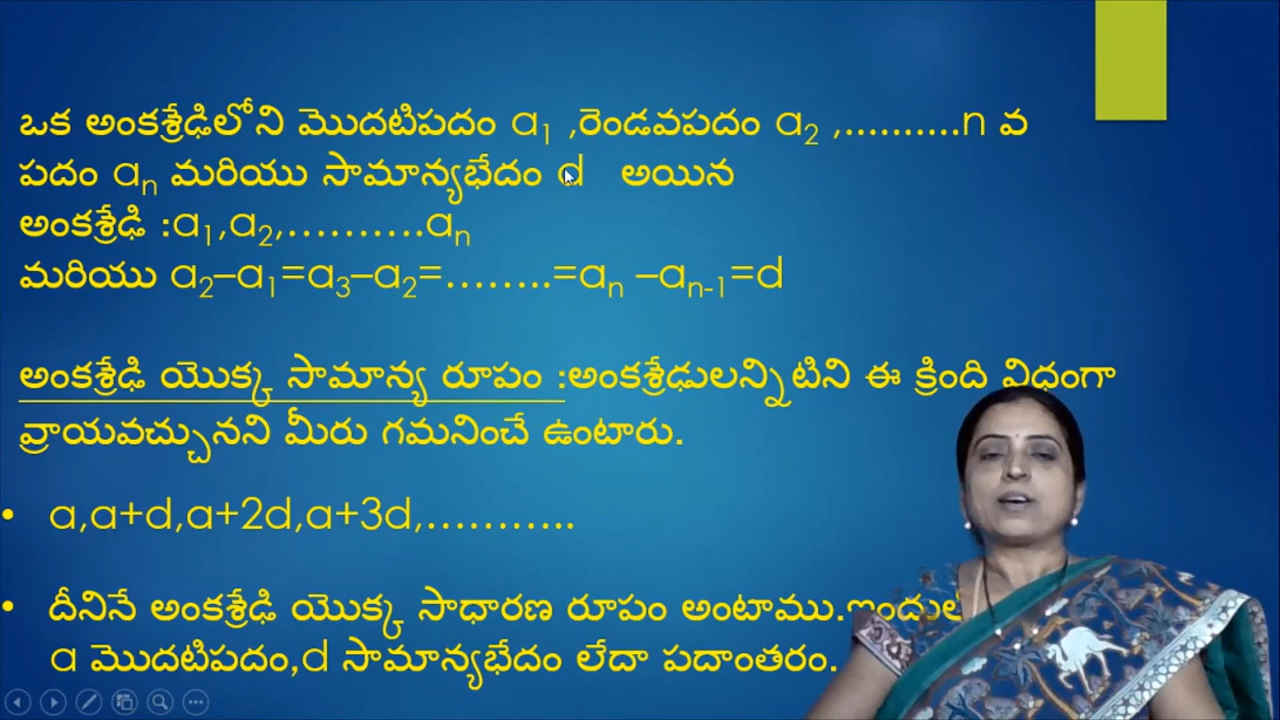 ఒక అంకశ్రేఢిలోని మొదటిపదం a₁ ,రెండవపదం a₂ ,..........n వ
పదం aₙ మరియు సామాన్యభేదం d అయిన
అంకశ్రేఢి :a₁,a₂,..........aₙ
మరియు a₂–a₁=a₃–a₂=........=aₙ –aₙ₋₁=d
అంకశ్రేఢి యొక్క సామాన్య రూపం :అంకశ్రేఢులన్నిటిని ఈ క్రింది విధంగా
వ్రాయవచ్చునని మీరు గమనించే ఉంటారు.
• a,a+d,a+2d,a+3d,...........
• దీనినే అంకశ్రేఢి యొక్క సాధారణ రూపం అంటాము.
a మొదటిపదం,d సామాన్యభేదం లేదా పదాంతరం.